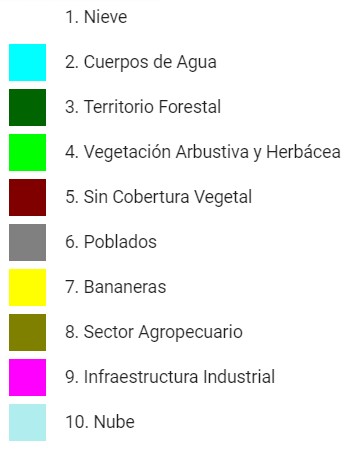 1. Nieve
2. Cuerpos de Agua
3. Territorio Forestal
4. Vegetación Arbustiva y Herbácea
5. Sin Cobertura Vegetal
6. Poblados
7. Bananeras
8. Sector Agropecuario
9. Infraestructura Industrial
10. Nube